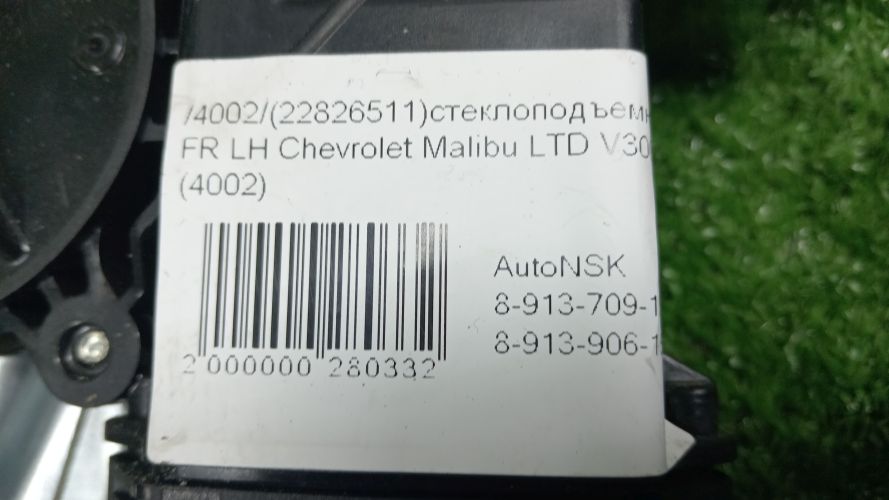 /4002/(22826511)стеклоподъемн
FR LH Chevrolet Malibu LTD V30
(4002)
AutoNSK
8-913-709-1
8-913-906-1
2 000000 280332